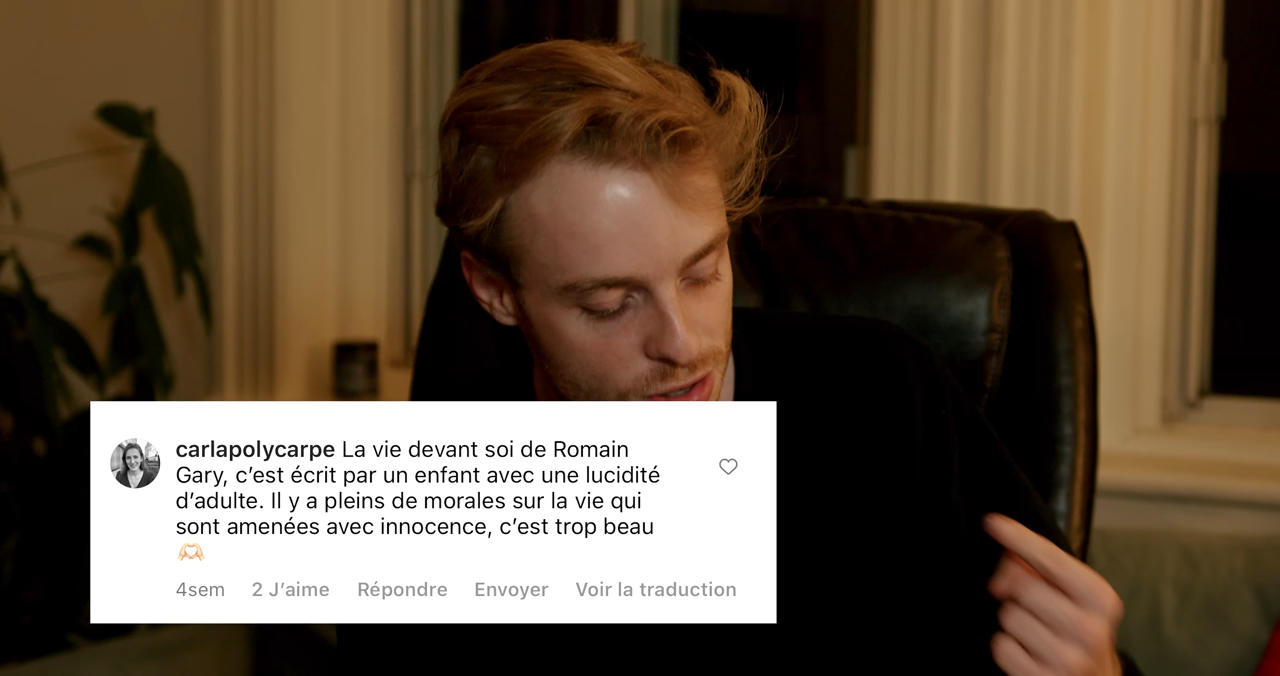 carlapolycarpe La vie devant soi de Romain
Gary, c’est écrit par un enfant avec une lucidité
d’adulte. Il y a pleins de morales sur la vie qui
sont amenées avec innocence, c’est trop beau
🫶🏻
4sem 2 J’aime Répondre Envoyer Voir la traduction